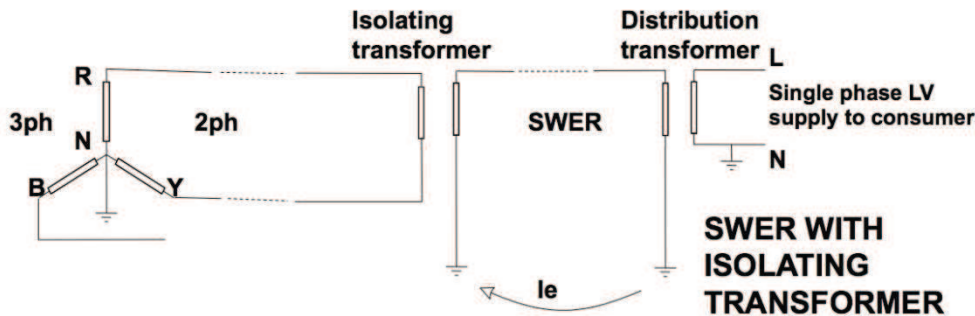 Isolating
transformer
Distribution
transformer
R
L
3ph
N
2ph
SWER
Single phase LV
supply to consumer
B
Y
N
SWER WITH
ISOLATING
TRANSFORMER
Ie